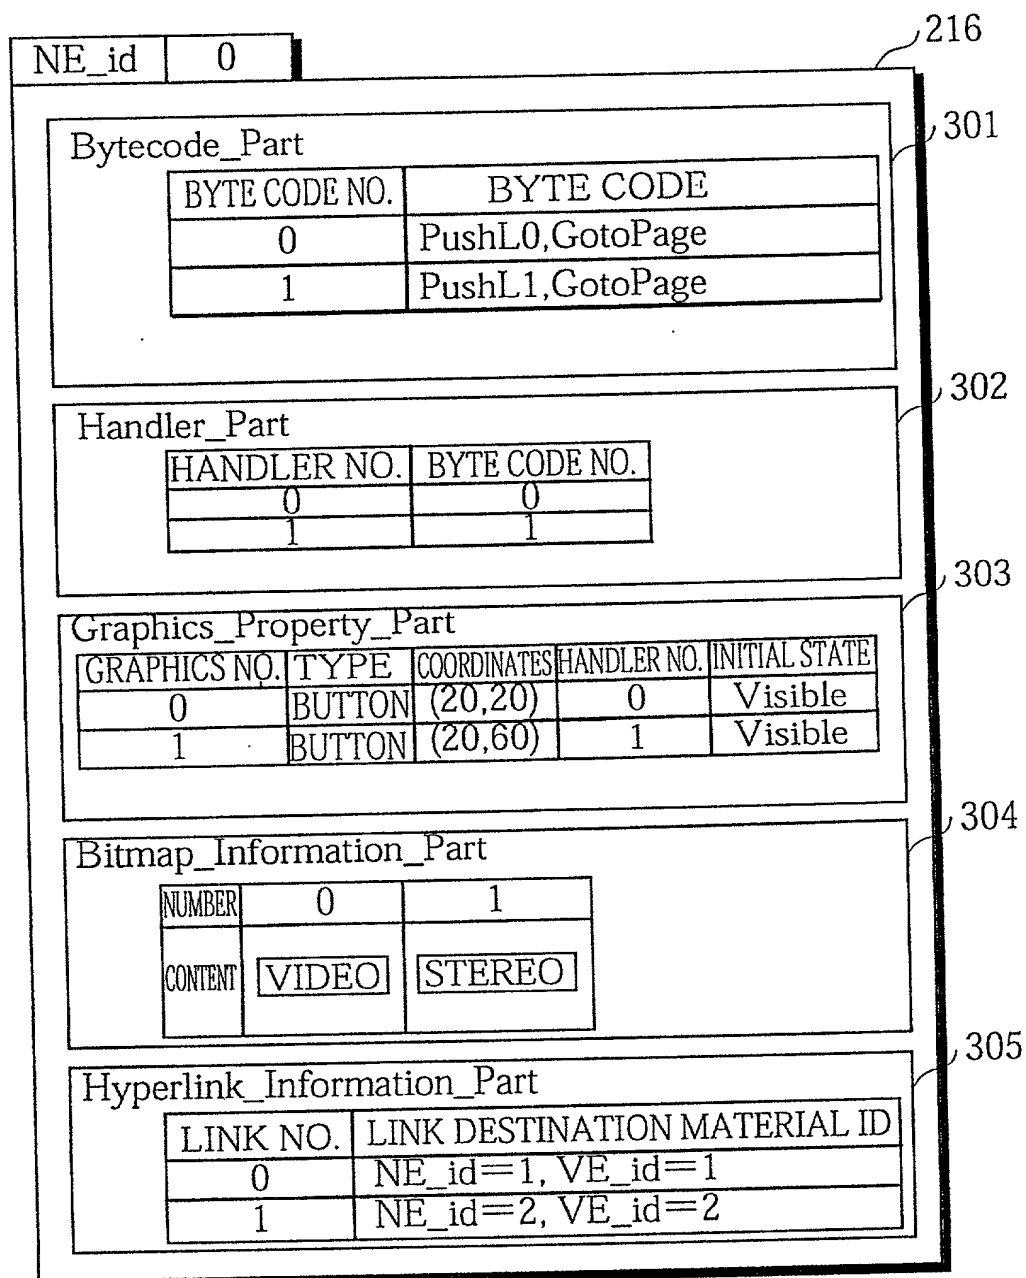 216
NE_id 0
301
Bytecode_Part
BYTE CODE NO. BYTE CODE
0 PushL0,GotoPage
1 PushL1,GotoPage
302
Handler_Part
HANDLER NO. BYTE CODE NO.
0 0
1 1
303
Graphics_Property_Part
GRAPHICS NO. TYPE COORDINATES HANDLER NO. INITIAL STATE
0 BUTTON (20,20) 0 Visible
1 BUTTON (20,60) 1 Visible
304
Bitmap_Information_Part
NUMBER 0 1
CONTENT VIDEO STEREO
305
Hyperlink_Information_Part
LINK NO. LINK DESTINATION MATERIAL ID
0 NE_id=1, VE_id=1
1 NE_id=2, VE_id=2